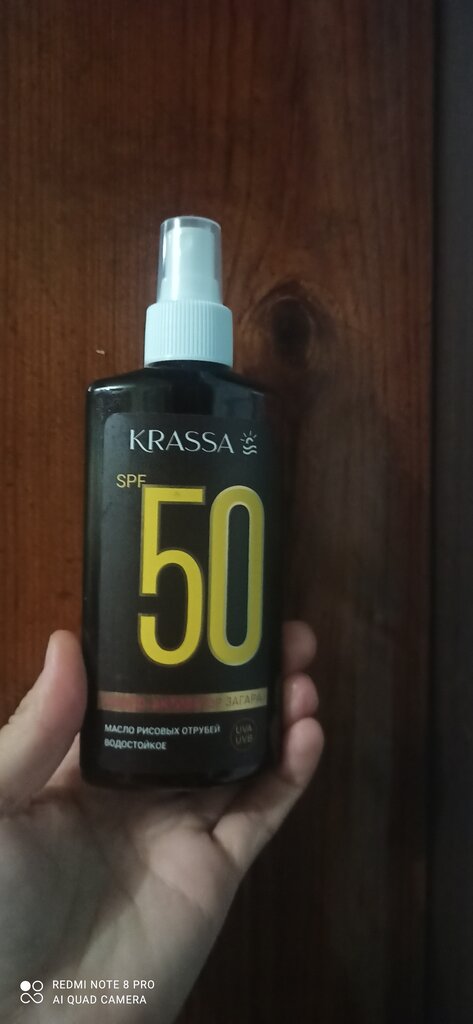 KRASSA
SPF
50
ЗАГАРА
МАСЛО РИСОВЫХ ОТРУБЕЙ
ВОДОСТОЙКОЕ
UVA
UVB
REDMI NOTE 8 PRO
AI QUAD CAMERA